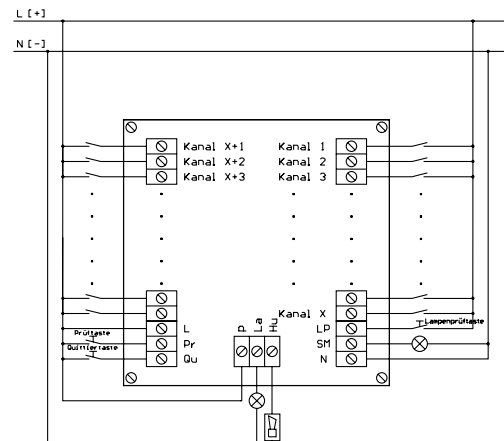 L [+]
N [-]
Kanal X+1
Kanal 1
Kanal X+2
Kanal 2
Kanal X+3
Kanal 3
Kanal X
L
P
La
Hu
LP
Lampenprüftaste
Prüftaste
Pr
SM
Quittiertaste
Qu
N